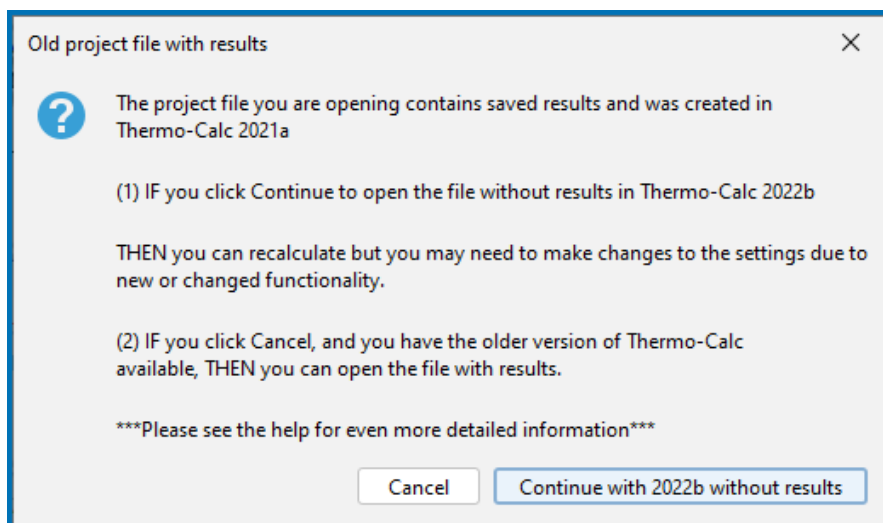 Old project file with results
The project file you are opening contains saved results and was created in
Thermo-Calc 2021a
(1) IF you click Continue to open the file without results in Thermo-Calc 2022b
THEN you can recalculate but you may need to make changes to the settings due to
new or changed functionality.
(2) IF you click Cancel, and you have the older version of Thermo-Calc
available, THEN you can open the file with results.
***Please see the help for even more detailed information***
Cancel
Continue with 2022b without results